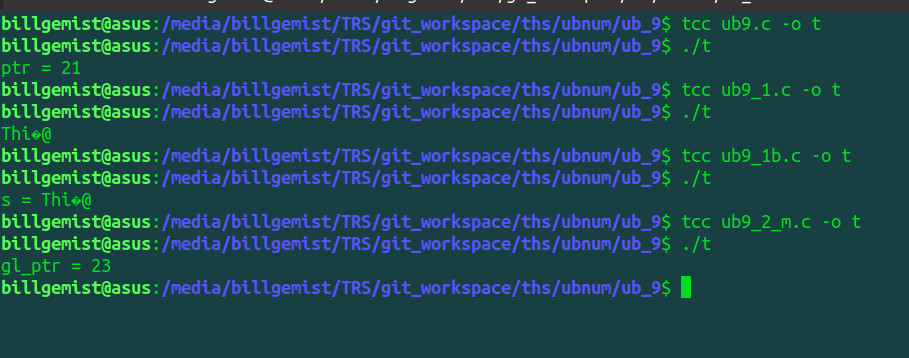 billgemist@asus:/media/billgemist/TRS/git_workspace/ths/ubnum/ub_9$ tcc ub9.c -o t
billgemist@asus:/media/billgemist/TRS/git_workspace/ths/ubnum/ub_9$ ./t
ptr = 21
billgemist@asus:/media/billgemist/TRS/git_workspace/ths/ubnum/ub_9$ tcc ub9_1.c -o t
billgemist@asus:/media/billgemist/TRS/git_workspace/ths/ubnum/ub_9$ ./t
Thi�@
billgemist@asus:/media/billgemist/TRS/git_workspace/ths/ubnum/ub_9$ tcc ub9_1b.c -o t
billgemist@asus:/media/billgemist/TRS/git_workspace/ths/ubnum/ub_9$ ./t
s = Thi�@
billgemist@asus:/media/billgemist/TRS/git_workspace/ths/ubnum/ub_9$ tcc ub9_2_m.c -o t
billgemist@asus:/media/billgemist/TRS/git_workspace/ths/ubnum/ub_9$ ./t
gl_ptr = 23
billgemist@asus:/media/billgemist/TRS/git_workspace/ths/ubnum/ub_9$